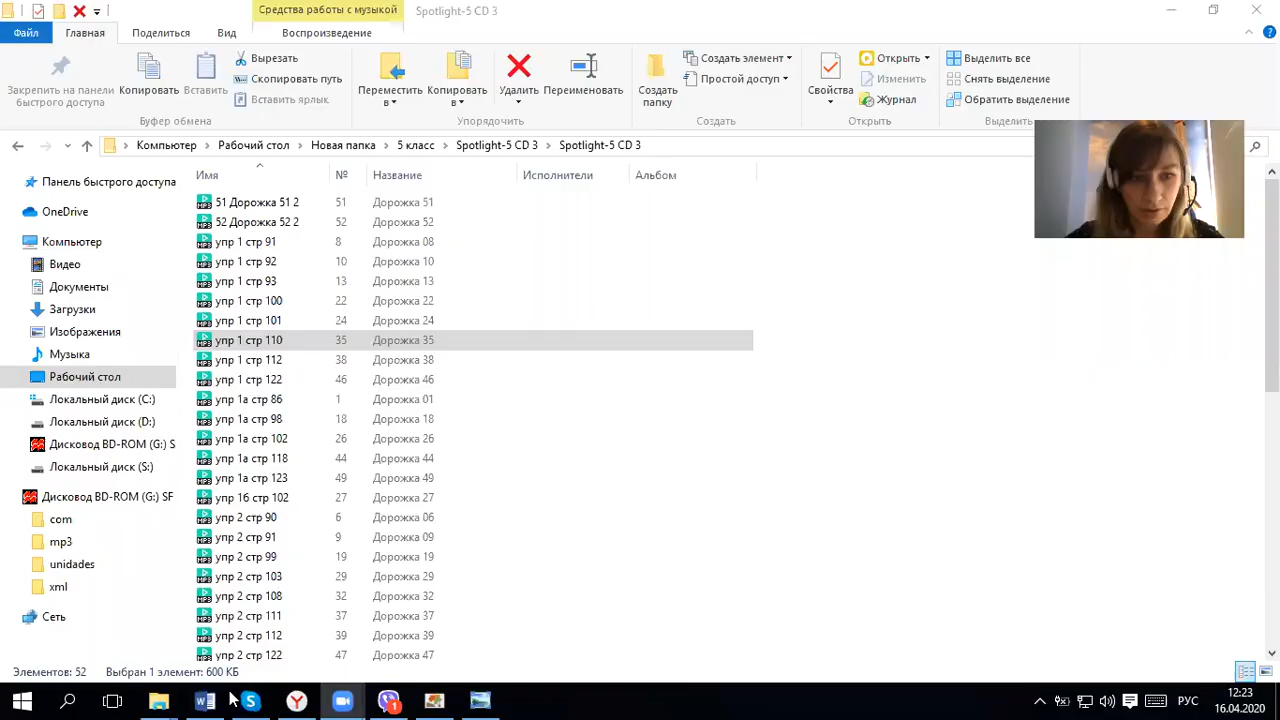 Средства работы с музыкой
Spotlight-5 CD 3
Файл
Главная
Поделиться
Вид
Воспроизведение
Закрепить на панели быстрого доступа
Копировать
Вставить
Вырезать
Скопировать путь
Вставить ярлык
Буфер обмена
Переместить в
Копировать в
Удалить
Переименовать
Упорядочить
Создать папку
Создать элемент
Простой доступ
Создать
Свойства
Открыть
Изменить
Журнал
Открыть
Выделить все
Снять выделение
Обратить выделение
Выделить
Компьютер
Рабочий стол
Новая папка
5 класс
Spotlight-5 CD 3
Spotlight-5 CD 3
Имя
№
Название
Исполнители
Альбом
Панель быстрого доступа
OneDrive
Компьютер
Видео
Документы
Загрузки
Изображения
Музыка
Рабочий стол
Локальный диск (C:)
Локальный диск (D:)
Дисковод BD-ROM (G:) S
Локальный диск (S:)
Дисковод BD-ROM (G:) SF
com
mp3
unidades
xml
Сеть
51 Дорожка 51 2 51 Дорожка 51
52 Дорожка 52 2 52 Дорожка 52
упр 1 стр 91 8 Дорожка 08
упр 1 стр 92 10 Дорожка 10
упр 1 стр 93 13 Дорожка 13
упр 1 стр 100 22 Дорожка 22
упр 1 стр 101 24 Дорожка 24
упр 1 стр 110 35 Дорожка 35
упр 1 стр 112 38 Дорожка 38
упр 1 стр 122 46 Дорожка 46
упр 1а стр 86 1 Дорожка 01
упр 1а стр 98 18 Дорожка 18
упр 1а стр 102 26 Дорожка 26
упр 1а стр 118 44 Дорожка 44
упр 1а стр 123 49 Дорожка 49
упр 16 стр 102 27 Дорожка 27
упр 2 стр 90 6 Дорожка 06
упр 2 стр 91 9 Дорожка 09
упр 2 стр 99 19 Дорожка 19
упр 2 стр 103 29 Дорожка 29
упр 2 стр 108 32 Дорожка 32
упр 2 стр 111 37 Дорожка 37
упр 2 стр 112 39 Дорожка 39
упр 2 стр 122 47 Дорожка 47
Элементов: 52 Выбран 1 элемент: 600 КБ
РУС
12:23
16.04.2020